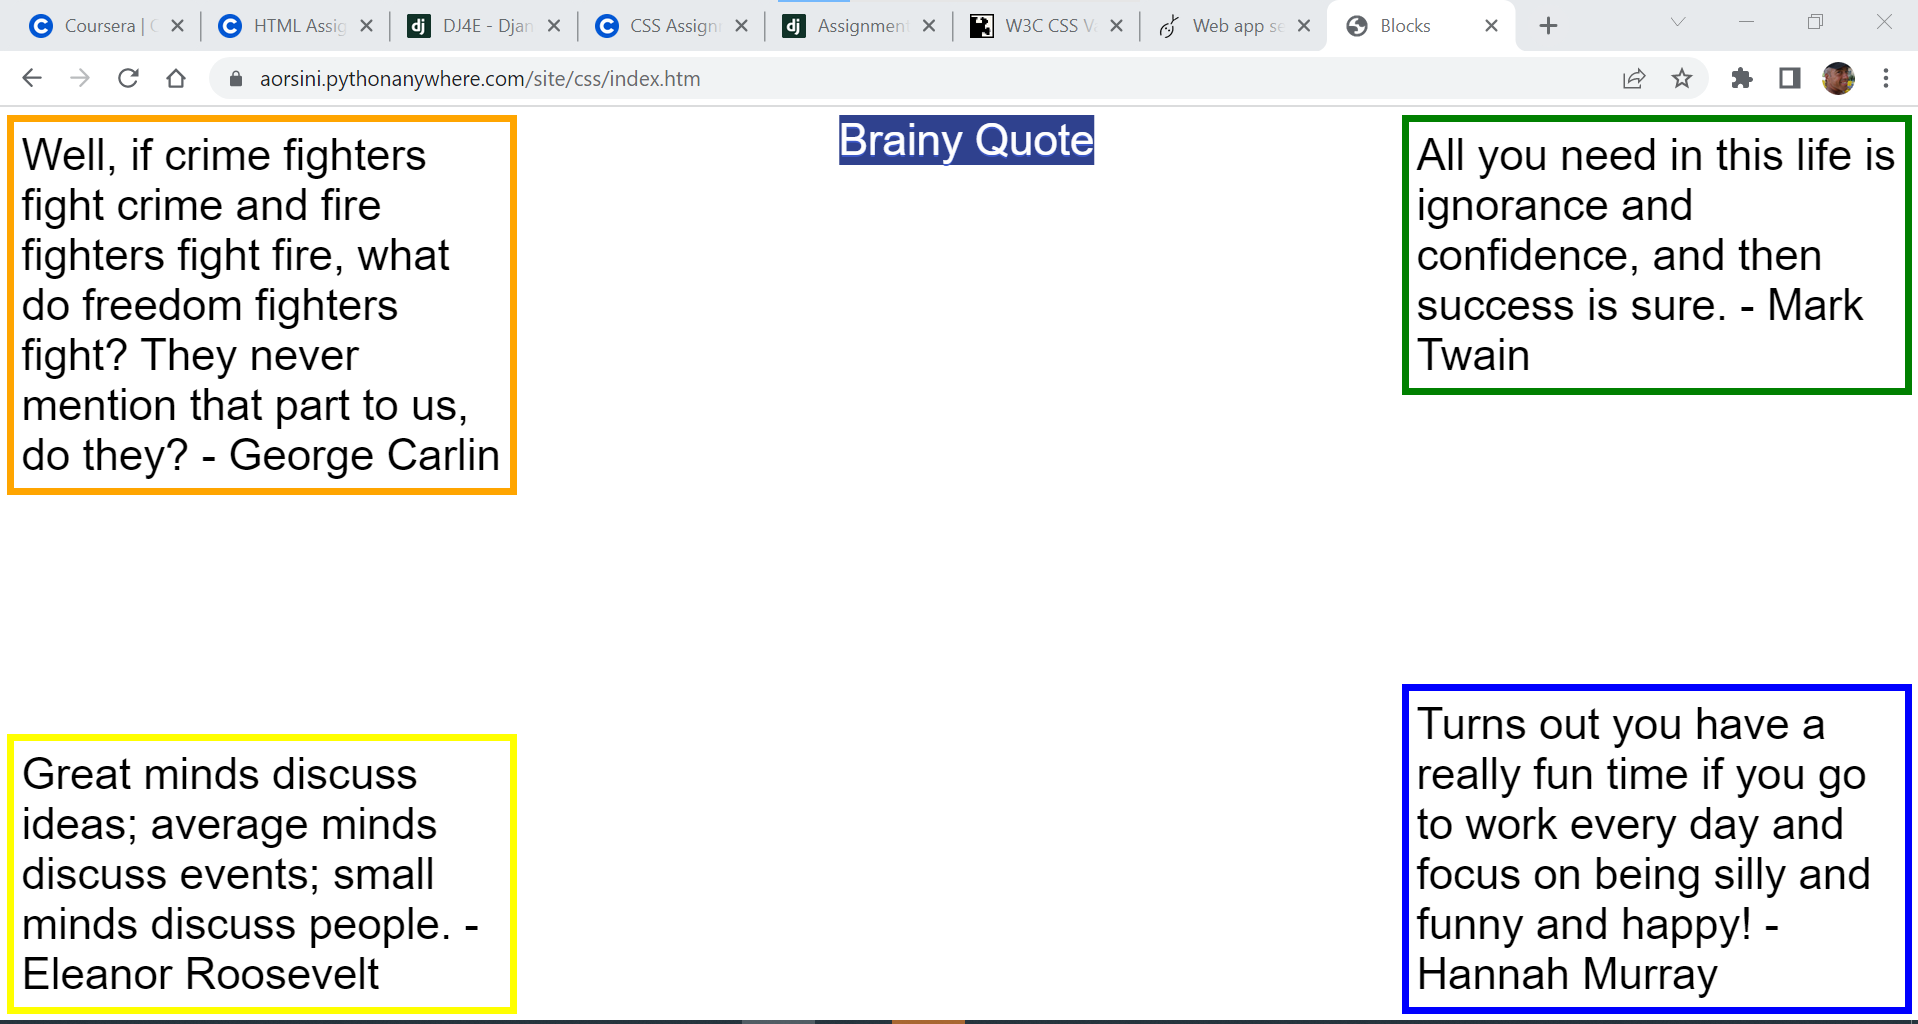 Coursera |
HTML Assig
DJ4E - Djan
CSS Assign
Assignment
W3C CSS Va
Web app se
Blocks
aorsini.pythonanywhere.com/site/css/index.htm
Well, if crime fighters
fight crime and fire
fighters fight fire, what
do freedom fighters
fight? They never
mention that part to us,
do they? - George Carlin
Brainy Quote
All you need in this life is
ignorance and
confidence, and then
success is sure. - Mark
Twain
Great minds discuss
ideas; average minds
discuss events; small
minds discuss people. -
Eleanor Roosevelt
Turns out you have a
really fun time if you go
to work every day and
focus on being silly and
funny and happy! -
Hannah Murray